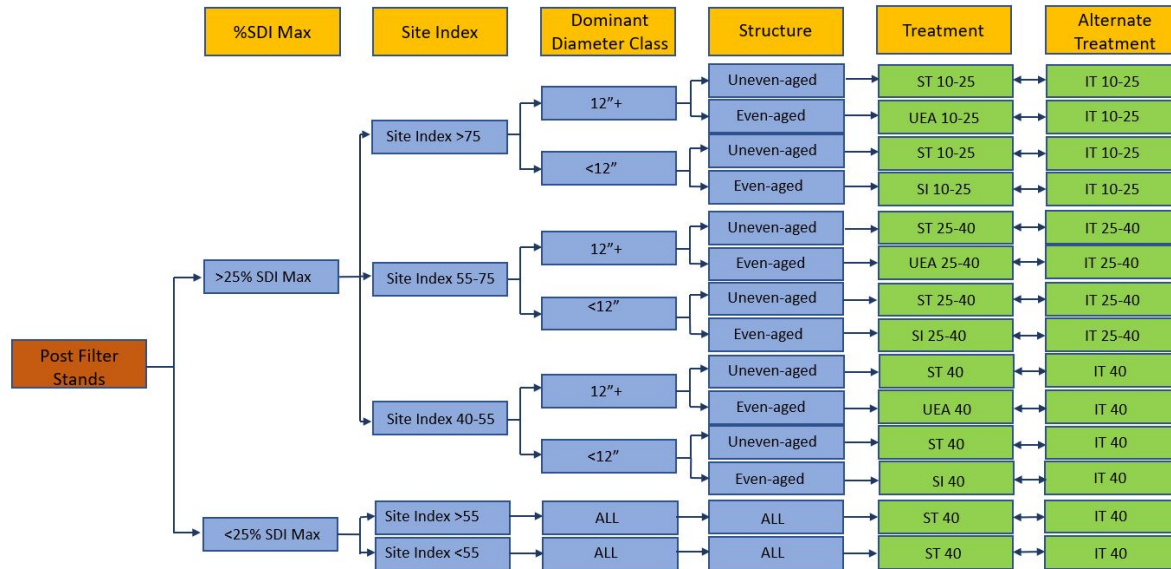 %SDI Max
Site Index
Dominant
Diameter Class
Structure
Treatment
Alternate
Treatment
Post Filter
Stands
>25% SDI Max
Site Index >75
12”+
Uneven-aged
ST 10-25
IT 10-25
Even-aged
UEA 10-25
IT 10-25
<12”
Uneven-aged
ST 10-25
IT 10-25
Even-aged
SI 10-25
IT 10-25
Site Index 55-75
12”+
Uneven-aged
ST 25-40
IT 25-40
Even-aged
UEA 25-40
IT 25-40
<12”
Uneven-aged
ST 25-40
IT 25-40
Even-aged
SI 25-40
IT 25-40
Site Index 40-55
12”+
Uneven-aged
ST 40
IT 40
Even-aged
UEA 40
IT 40
<12”
Uneven-aged
ST 40
IT 40
Even-aged
SI 40
IT 40
<25% SDI Max
Site Index >55
ALL
ALL
ST 40
IT 40
Site Index <55
ALL
ALL
ST 40
IT 40